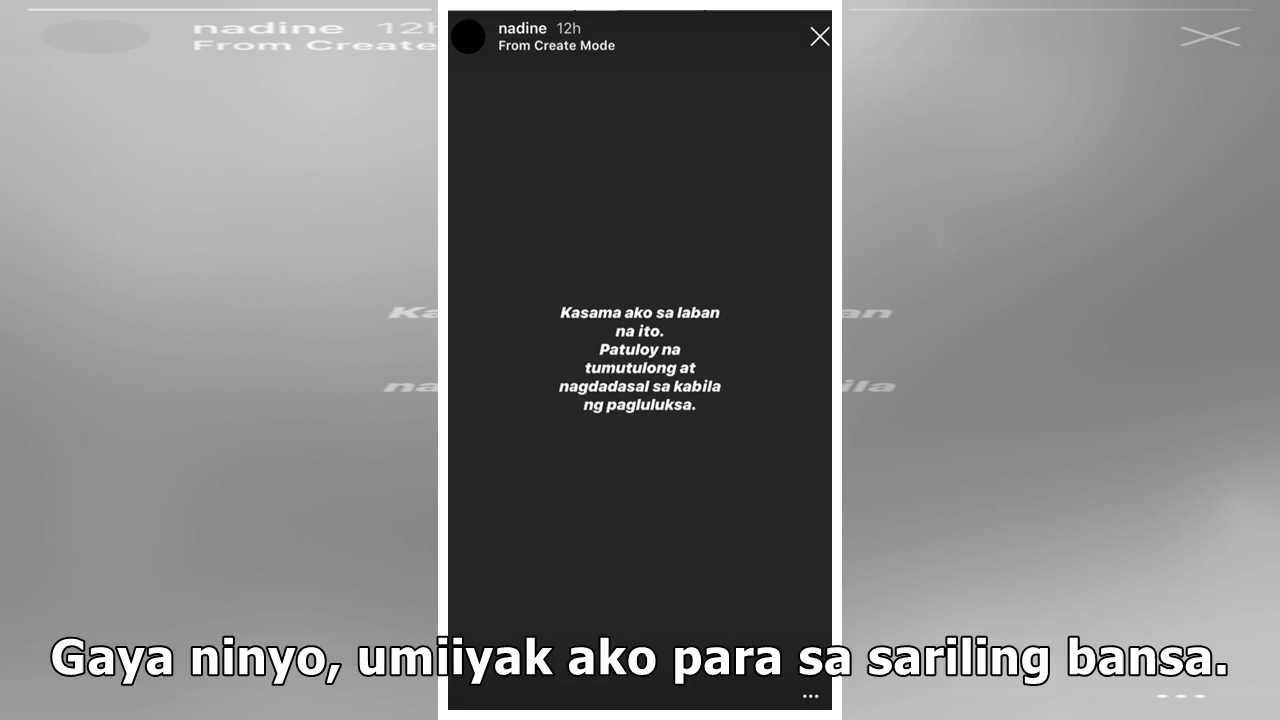 nadine 12h
From Create Mode
Kasama ako sa laban
na ito.
Patuloy na
tumutulong at
nagdadasal sa kabila
ng pagluluksa.
Gaya ninyo, umiiyak ako para sa sariling bansa.